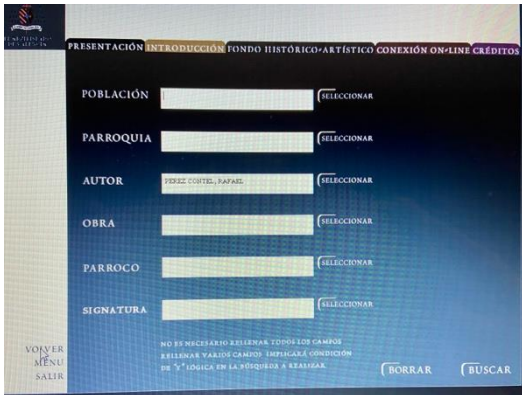 PRESENTACIÓN INTRODUCCIÓN FONDO HISTÓRICO-ARTÍSTICO CONEXIÓN ON-LINE CRÉDITOS
POBLACIÓN SELECCIONAR
PARROQUIA SELECCIONAR
AUTOR PEREZ CONTEL, RAFAEL SELECCIONAR
OBRA SELECCIONAR
PARROCO SELECCIONAR
SIGNATURA SELECCIONAR
NO ES NECESARIO RELLENAR TODOS LOS CAMPOS
RELLENAR VARIOS CAMPOS IMPLICARÁ CONDICIÓN
DE "Y" LÓGICA EN LA BÚSQUEDA A REALIZAR
VOLVER
MENU
SALIR
BORRAR BUSCAR